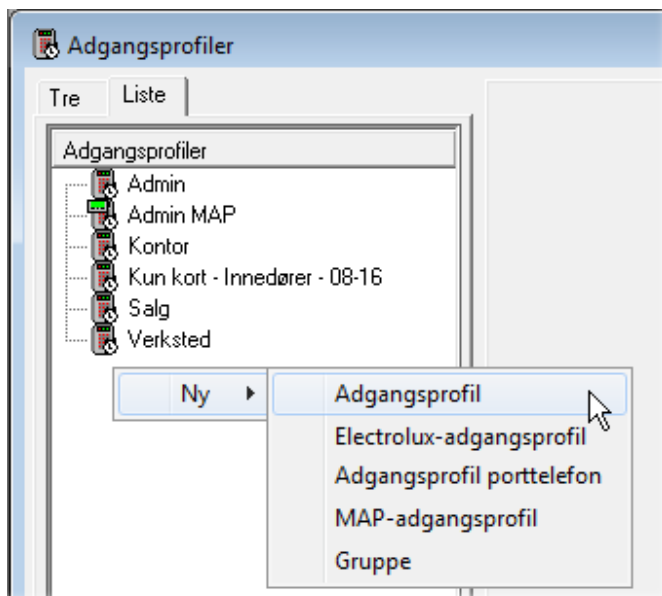 Adgangsprofiler
Tre Liste
Adgangsprofiler
Admin
Admin MAP
Kontor
Kun kort - Innedører - 08-16
Salg
Verksted
Ny
Adgangsprofil
Electrolux-adgangsprofil
Adgangsprofil porttelefon
MAP-adgangsprofil
Gruppe